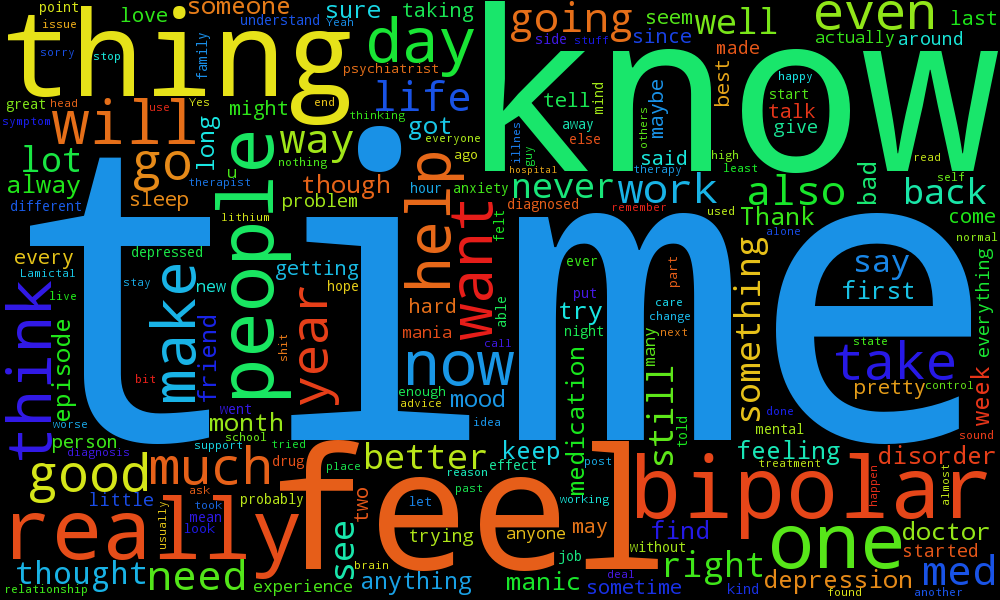 point
love
someone
understand
Yeah
sure
taking
going
seem
well
even
last
issue
thing
day
since
side
stuff
actually
around
sorry
stop
family
psychiatrist
know
made
best
happy
great
head
use
Yes
might
end
life
thinking
tell
mind
maybe
start
talk
give
symptom
will
long
way
got
everyone
away
else
others
illnes
guy
said
high
read
lot
go
u
nothing
ago
hospital
therapy
least
bad
self
alway
therapist
people
though
help
hour
anxiety
never
work
also
back
different
sleep
lithium
problem
want
felt
diagnosed
remember
used
Thank
come
alone
normal
every
depressed
getting
time
ever
part
something
say
everything
Lamictal
stay
new
hope
first
think
live
make
year
hard
able
put
try
care
change
episode
friend
shit
mania
call
night
next
many
state
take
bit
now
enough
advice
mood
medication
still
pretty
control
week
worse
went
month
idea
told
done
mental
sound
person
school
diagnosis
support
tried
better
keep
feeling
disorder
good
much
drug
place
reason
effect
post
treatment
happen
almost
little
ask
took
probably
two
past
let
working
bipolar
really
feel
usually
mean
look
see
trying
anyone
may
without
find
one
doctor
started
thought
need
brain
job
right
med
relationship
experience
anything
manic
deal
sometime
kind
depression
found
another